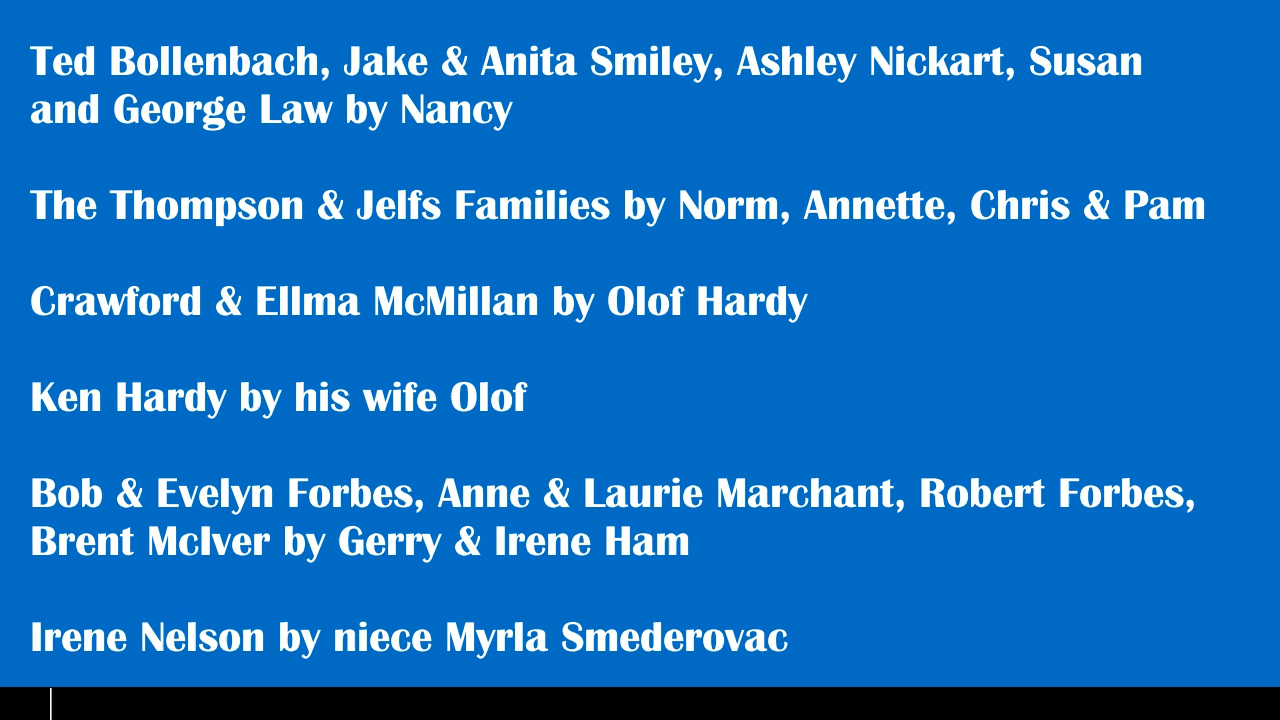 Ted Bollenbach, Jake & Anita Smiley, Ashley Nickart, Susan
and George Law by Nancy
The Thompson & Jelfs Families by Norm, Annette, Chris & Pam
Crawford & Ellma McMillan by Olof Hardy
Ken Hardy by his wife Olof
Bob & Evelyn Forbes, Anne & Laurie Marchant, Robert Forbes,
Brent McIver by Gerry & Irene Ham
Irene Nelson by niece Myrla Smederovac